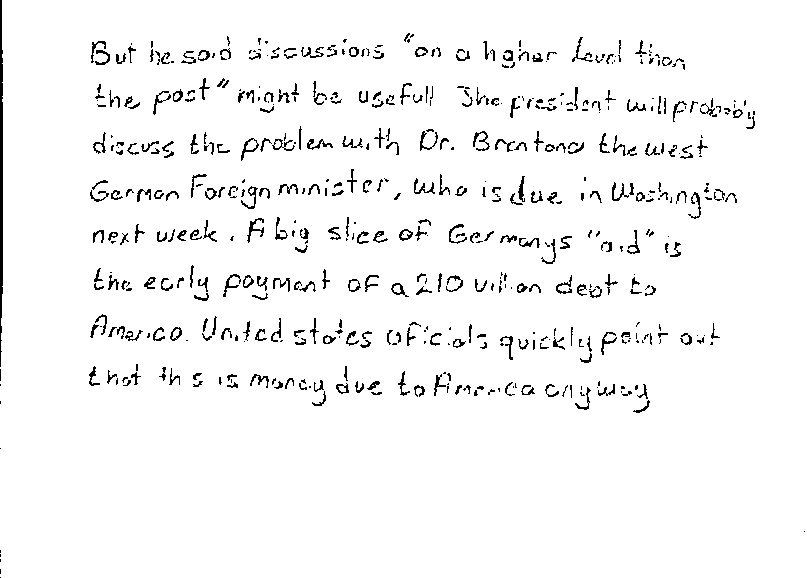 But he said discussions "on a higher level than
the past" might be usefull The president will probably
discuss the problem with Dr. Brentano the west
German Foreign minister, who is due in Washington
next week. A big slice of Germanys "aid" is
the early payment of a 210 villion debt to
America. United states oficials quickly point out
that this is money due to America anyway